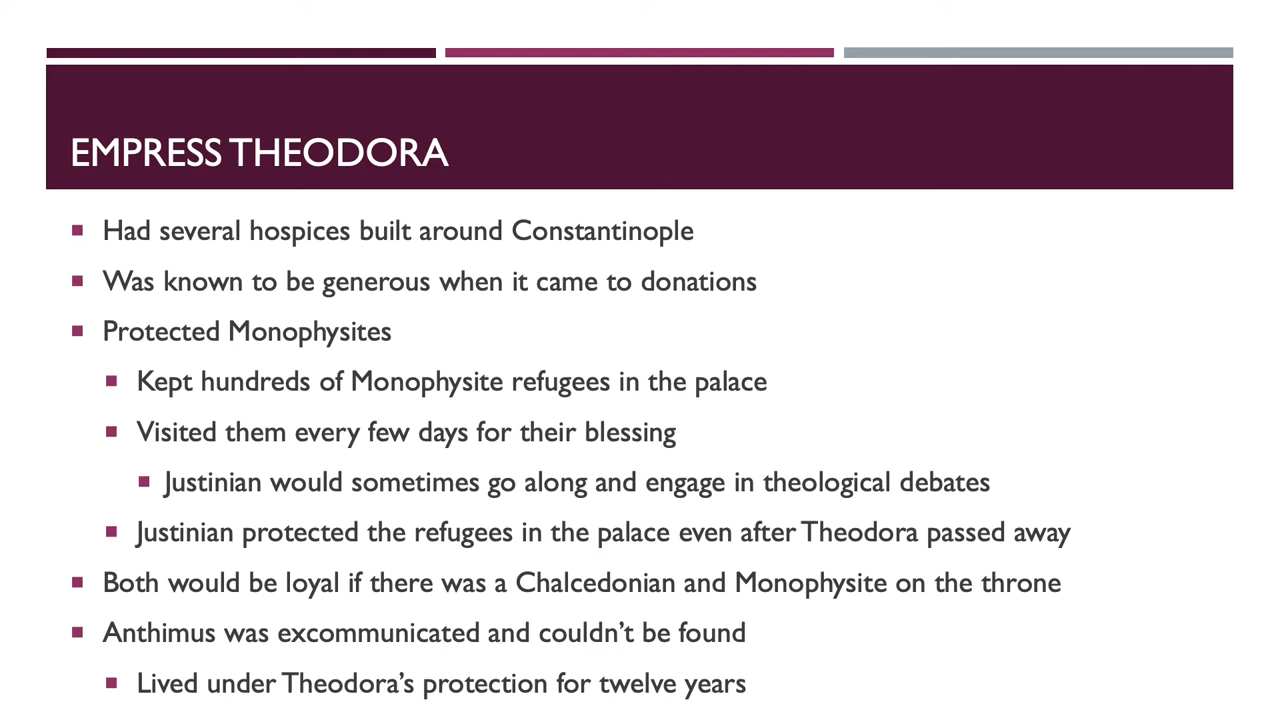 EMPRESS THEODORA
Had several hospices built around Constantinople
Was known to be generous when it came to donations
Protected Monophysites
Kept hundreds of Monophysite refugees in the palace
Visited them every few days for their blessing
Justinian would sometimes go along and engage in theological debates
Justinian protected the refugees in the palace even after Theodora passed away
Both would be loyal if there was a Chalcedonian and Monophysite on the throne
Anthimus was excommunicated and couldn’t be found
Lived under Theodora’s protection for twelve years